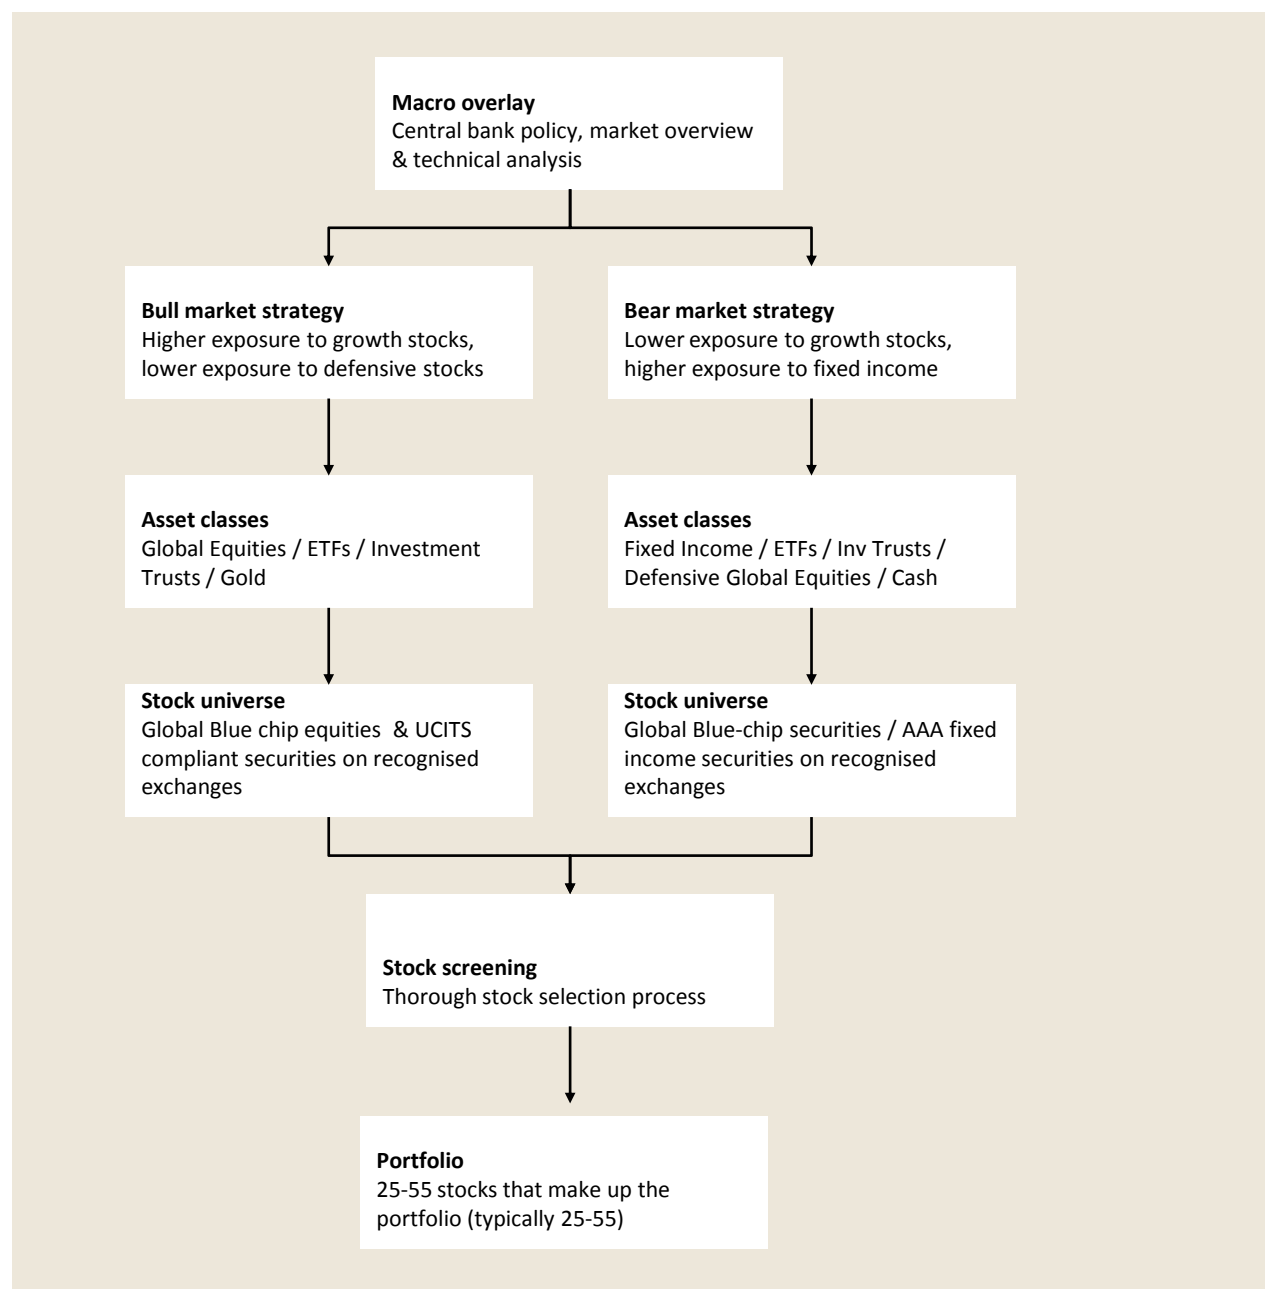 Macro overlay
Central bank policy, market overview
& technical analysis
Bull market strategy
Higher exposure to growth stocks,
lower exposure to defensive stocks
Bear market strategy
Lower exposure to growth stocks,
higher exposure to fixed income
Asset classes
Global Equities / ETFs / Investment
Trusts / Gold
Asset classes
Fixed Income / ETFs / Inv Trusts /
Defensive Global Equities / Cash
Stock universe
Global Blue chip equities & UCITS
compliant securities on recognised
exchanges
Stock universe
Global Blue-chip securities / AAA fixed
income securities on recognised
exchanges
Stock screening
Thorough stock selection process
Portfolio
25-55 stocks that make up the
portfolio (typically 25-55)